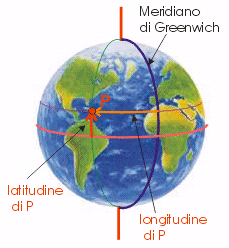 Meridiano
di Greenwich
P
latitudine
di P
longitudine
di P